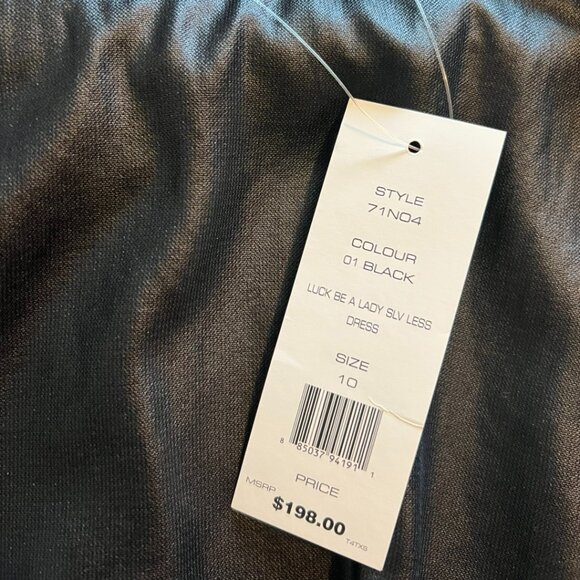 STYLE
71N04
COLOUR
01 BLACK
LUCK BE A LADY SLV LESS
DRESS
SIZE
10
8 85037 94191 1
PRICE
MSRP
$198.00
T4TXS